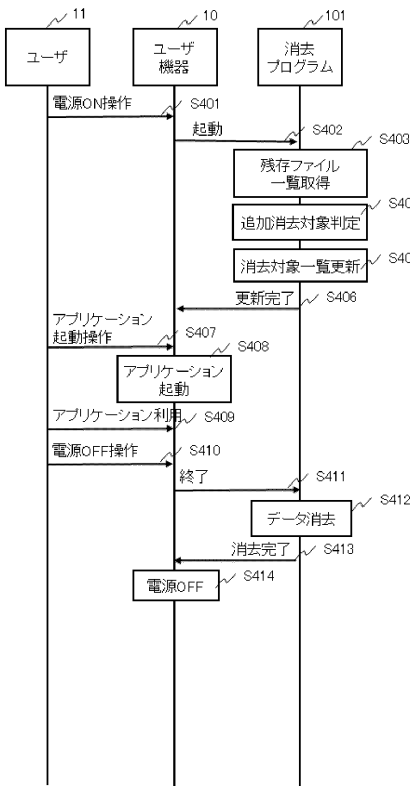 11
10
101
ユーザ
ユーザ
機器
消去
プログラム
電源ON操作
S401
起動
S402
S403
残存ファイル
一覧取得
S40
追加消去対象判定
S40
消去対象一覧更新
更新完了
S406
アプリケーション
起動操作
S407
S408
アプリケーション
起動
アプリケーション利用
S409
電源OFF操作
S410
終了
S411
S412
データ消去
消去完了
S413
S414
電源OFF